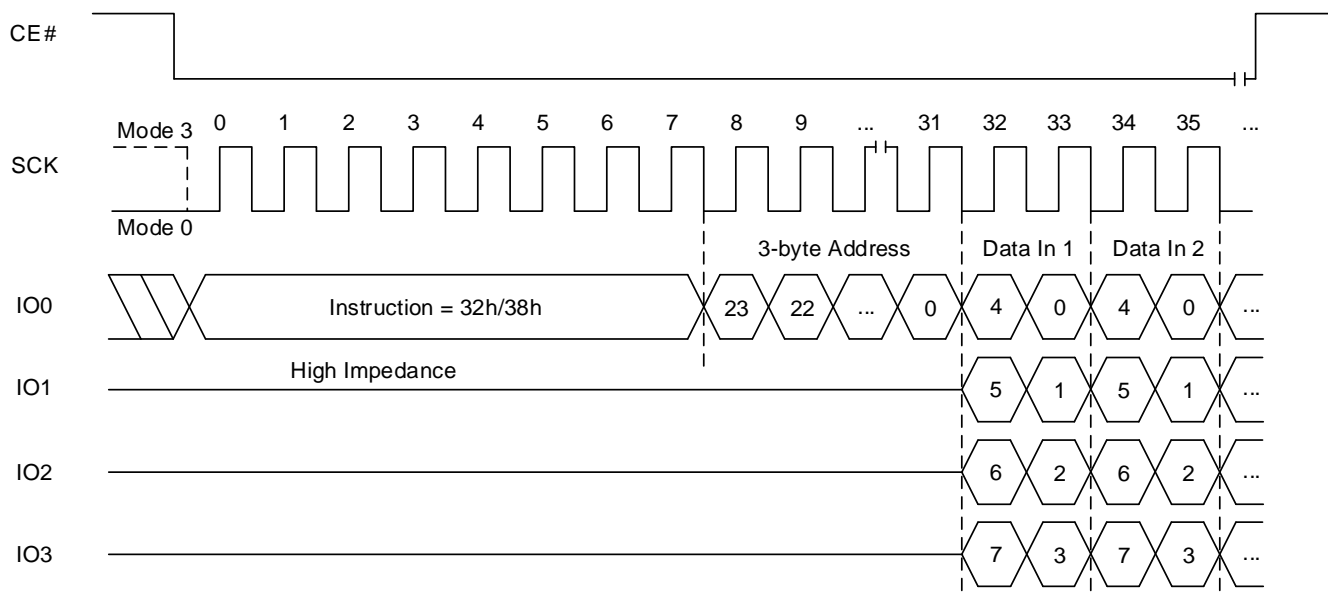 CE#
0 1 2 3 4 5 6 7 8 9 ... 31 32 33 34 35 ...
Mode 3
SCK
Mode 0
3-byte Address Data In 1 Data In 2
IO0 Instruction = 32h/38h 23 22 ... 0 4 0 4 0 ...
High Impedance
IO1 5 1 5 1 ...
IO2 6 2 6 2 ...
IO3 7 3 7 3 ...